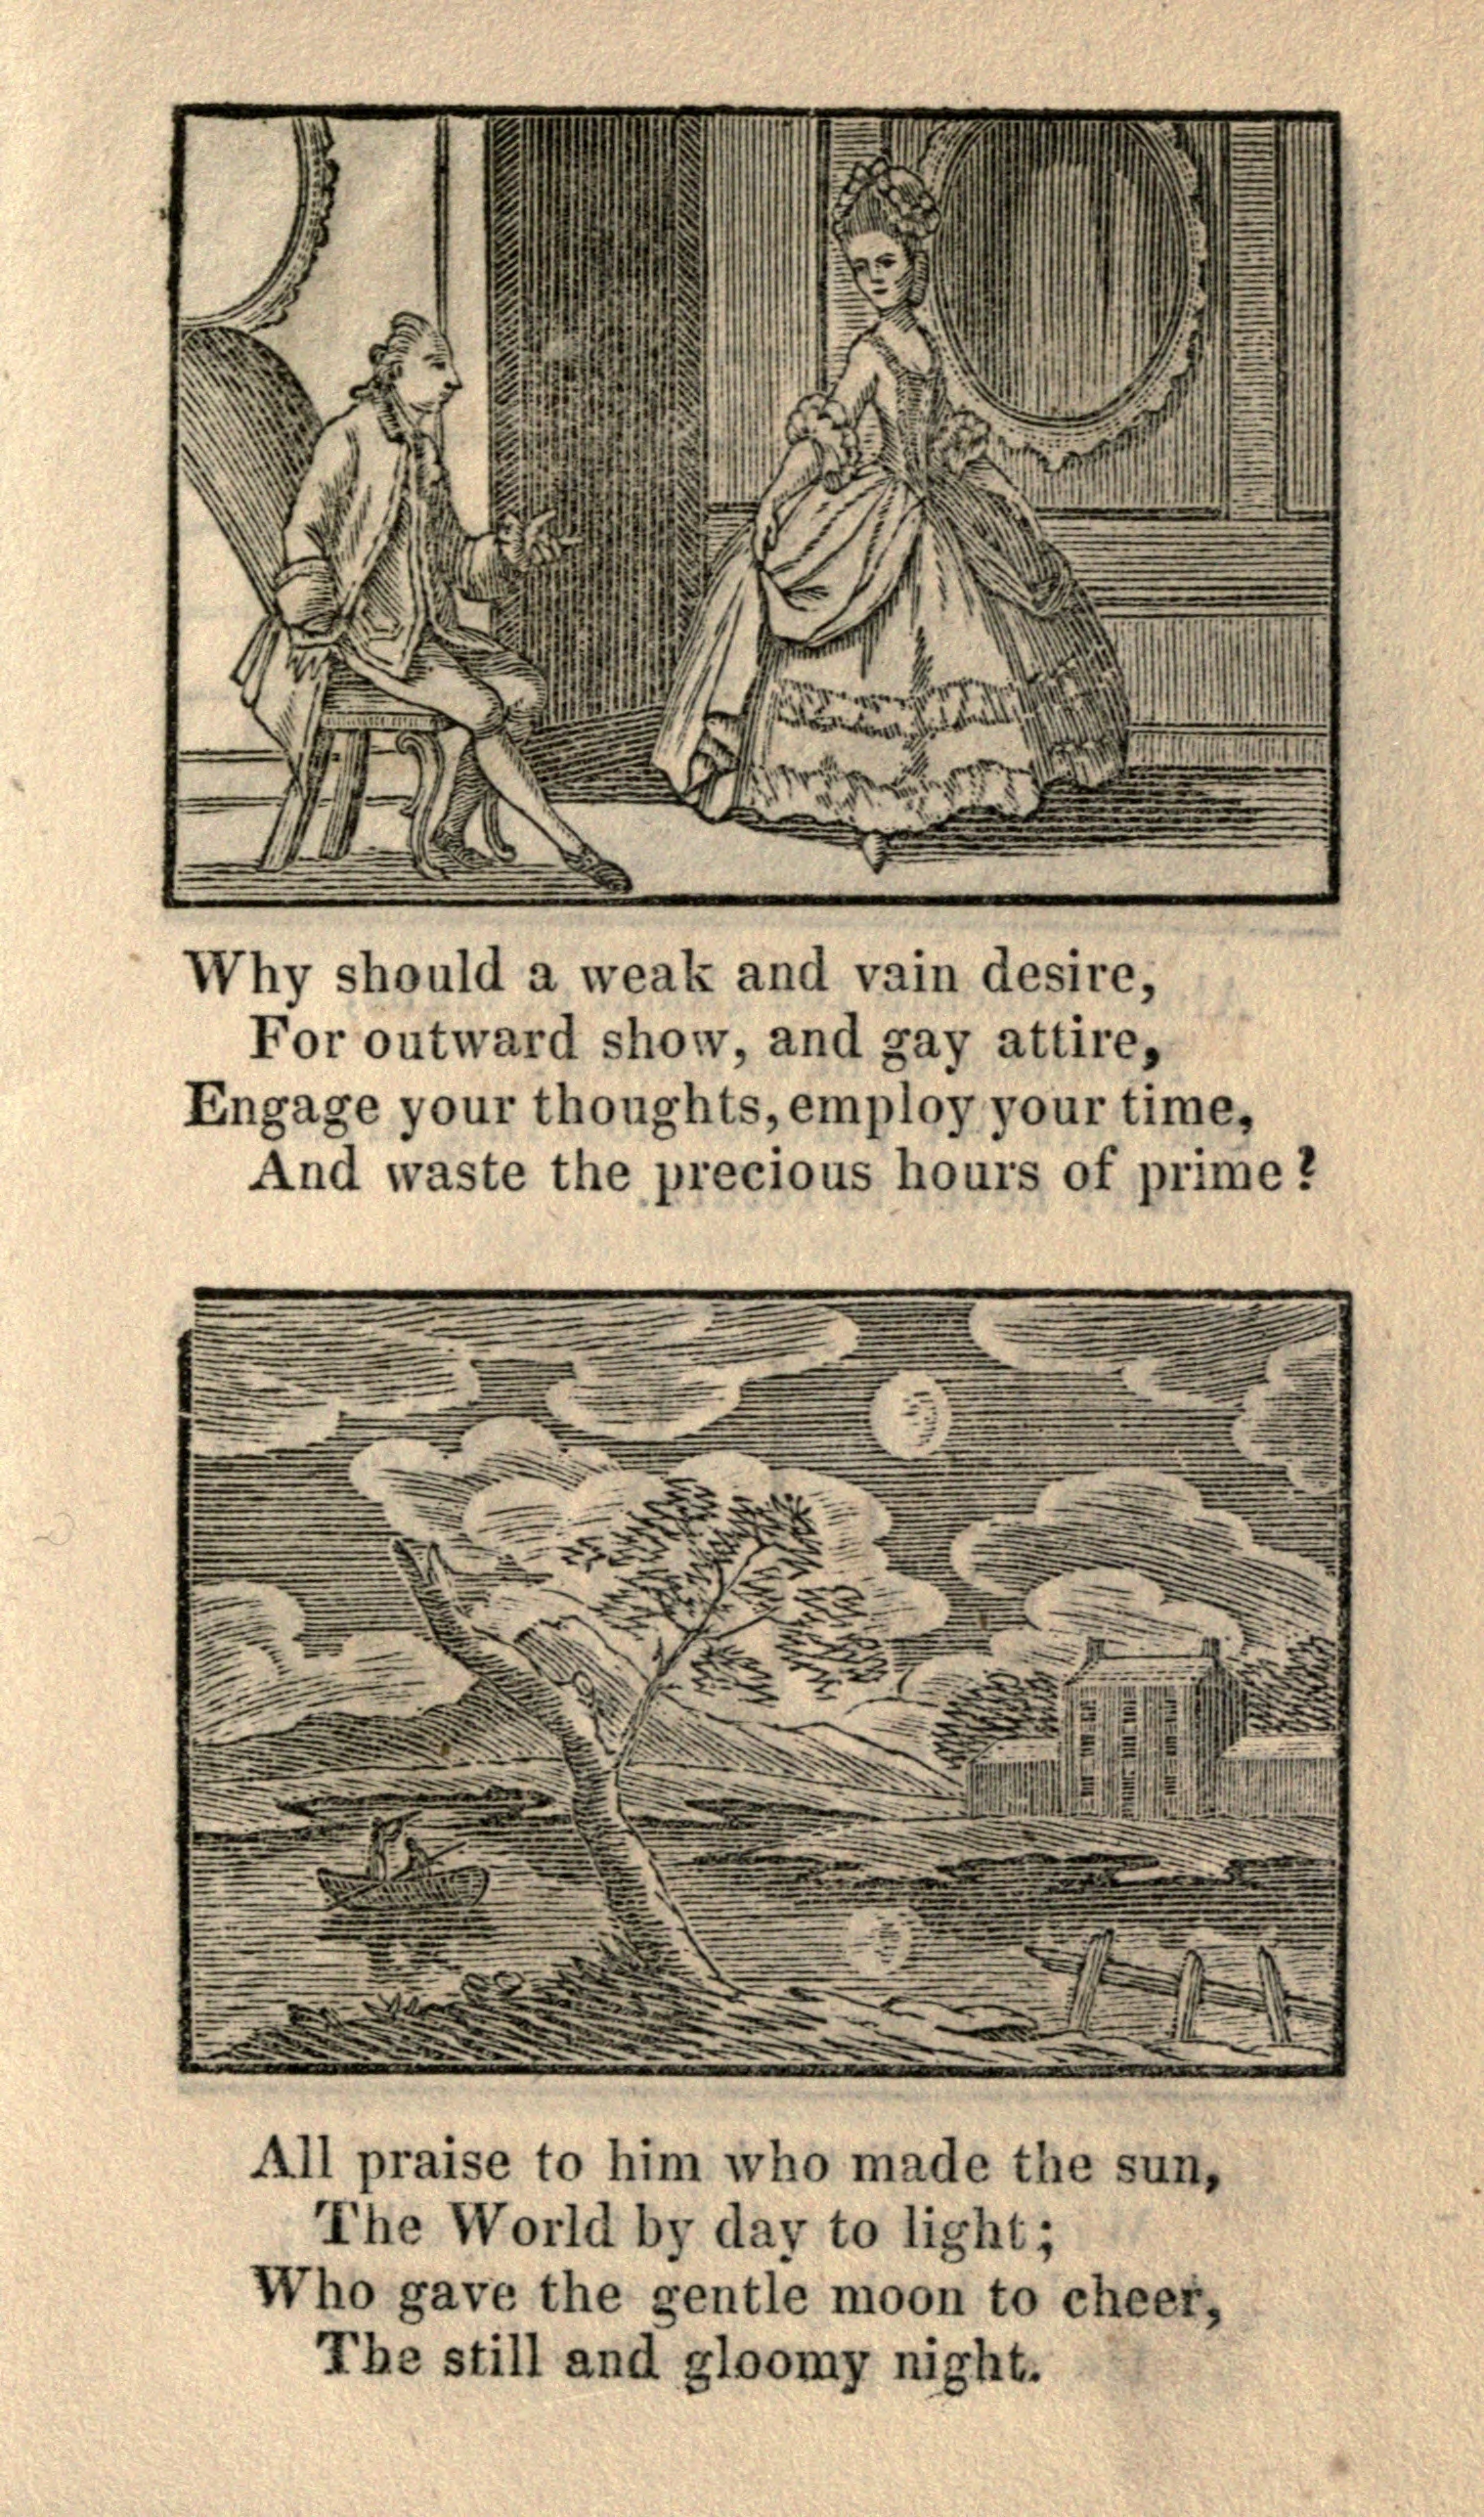 Why should a weak and vain desire,
For outward show, and gay attire,
Engage your thoughts, employ your time,
And waste the precious hours of prime?
All praise to him who made the sun,
The World by day to light;
Who gave the gentle moon to cheer,
The still and gloomy night.